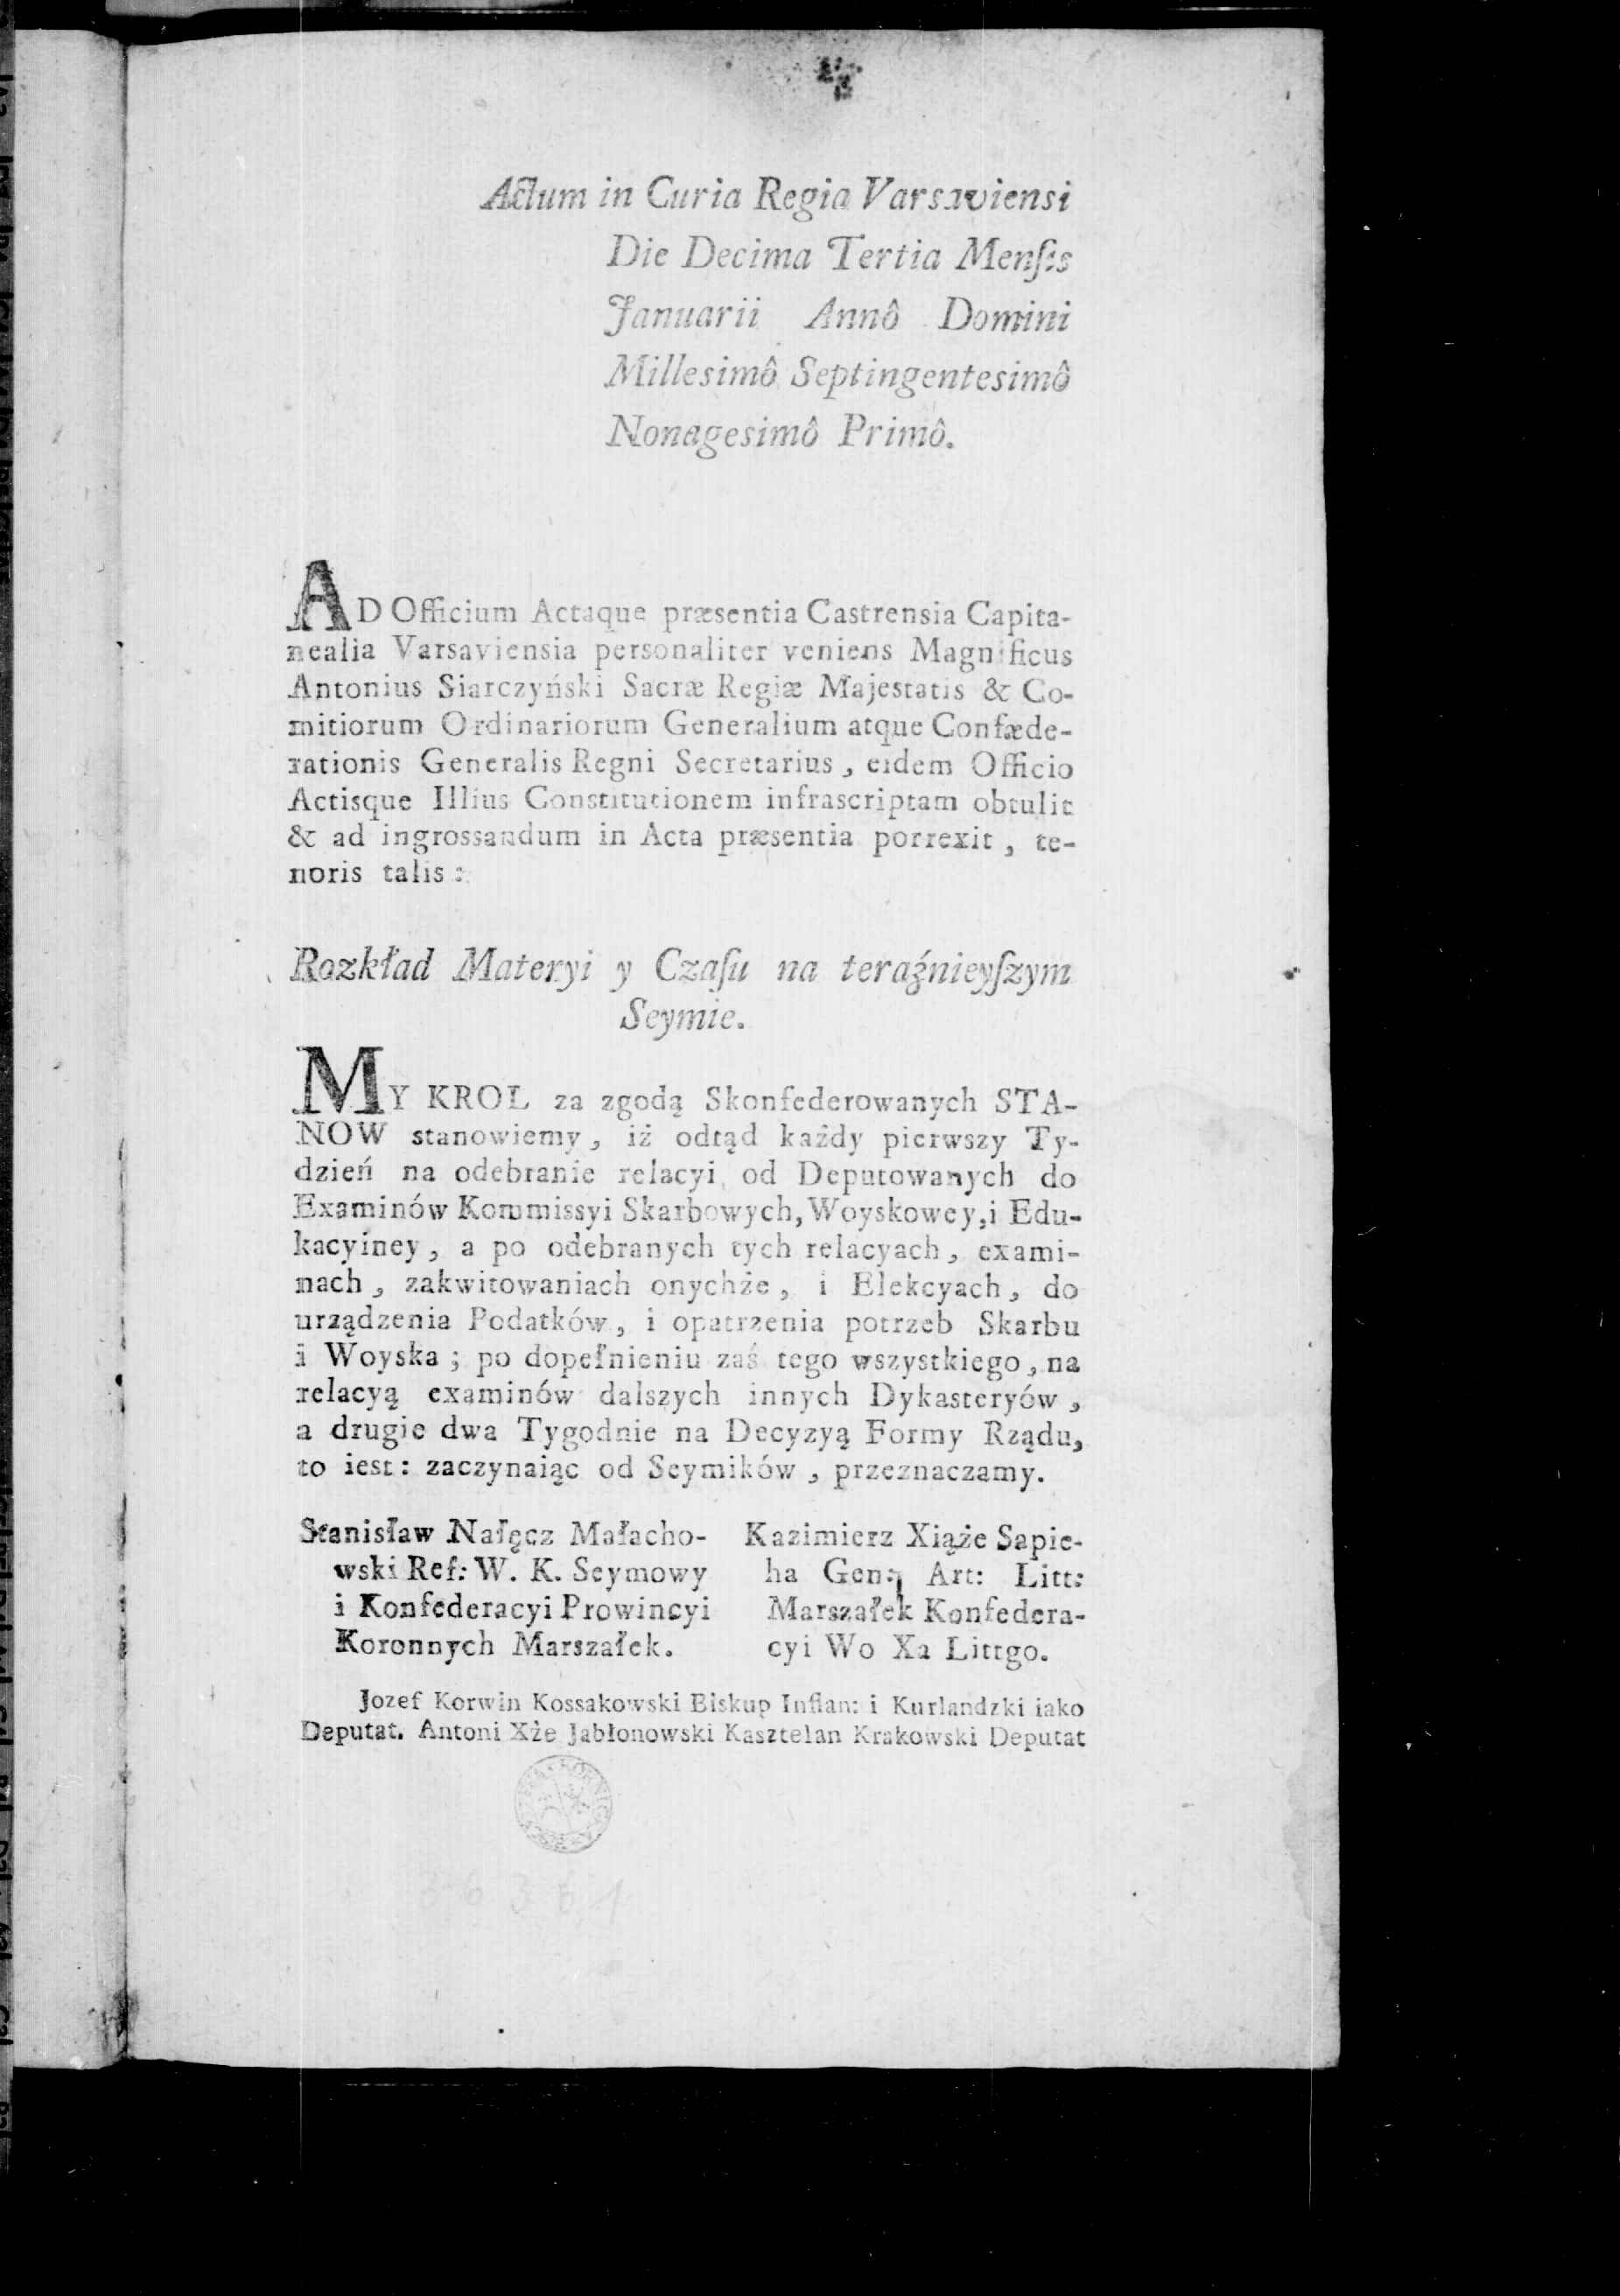 Actum in Curia Regia Varsaviensi
Die Decima Tertia Menſis
Januarii Annô Domini
Millesimô Septingentesimô
Nonagesimô Primô.
AD Officium Actaque præsentia Castrensia Capita-
nealia Varsaviensia personaliter veniens Magnificus
Antonius Siarczyński Sacræ Regiæ Majestatis & Co-
mitiorum Ordinariorum Generalium atque Confæde-
rationis Generalis Regni Secretarius, eidem Officio
Actisque Illius Constitutionem infrascriptam obtulit
& ad ingrossandum in Acta præsentia porrexit, te-
noris talis:
Rozkład Materyi y Czaſu na teraźnieyſzym
Seymie.
MY KROL za zgodą Skonfederowanych STA-
NOW stanowiemy, iż odtąd każdy pierwszy Ty-
dzień na odebranie relacyi od Deputowanych do
Examinów Kommissyi Skarbowych, Woyskowey, i Edu-
kacyiney, a po odebranych tych relacyach, exami-
nach, zakwitowaniach onychże, i Elekcyach, do
urządzenia Podatków, i opatrzenia potrzeb Skarbu
i Woyska; po dopełnieniu zaś tego wszystkiego, na
relacyą examinów dalszych innych Dykasteryów,
a drugie dwa Tygodnie na Decyzyą Formy Rządu,
to iest: zaczynaiąc od Seymików, przeznaczamy.
Stanisław Nałęcz Małacho-
wski Ref: W. K. Seymowy
i Konfederacyi Prowincyi
Koronnych Marszałek.
Kazimierz Xiąże Sapie-
ha Gen: Art: Litt:
Marszałek Konfedera-
cyi Wo Xa Littgo.
Jozef Korwin Kossakowski Biskup Inflan: i Kurlandzki iako
Deputat. Antoni Xże Jabłonowski Kasztelan Krakowski Deputat
36361